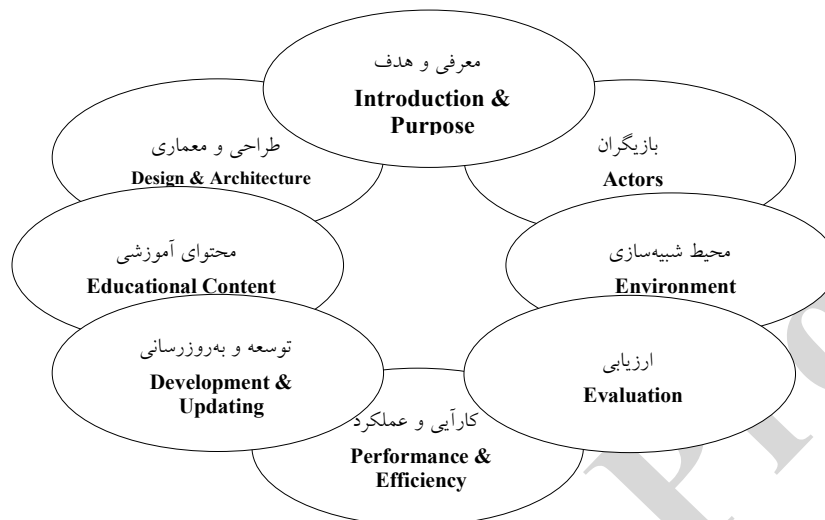 معرفی و هدف
Introduction &
Purpose
بازیگران
Actors
محیط شبیه‌سازی
Environment
ارزیابی
Evaluation
کارآیی و عملکرد
Performance &
Efficiency
توسعه و به‌روزرسانی
Development &
Updating
محتوای آموزشی
Educational Content
طراحی و معماری
Design & Architecture